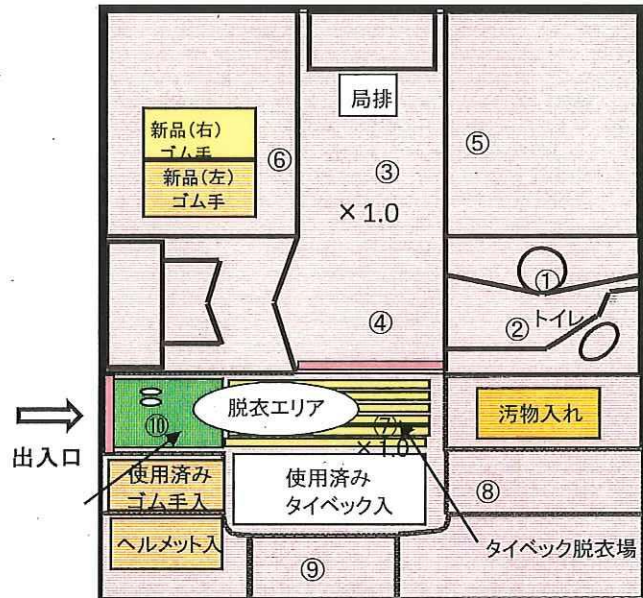 局排
新品(右)
ゴム手
新品(左)
ゴム手
⑥
③
⑤
×1.0
①
④
②
トイレ
出入口
⑩
脱衣エリア
⑦
×1.0
汚物入れ
使用済み
ゴム手入
使用済み
タイベック入
⑧
ヘルメット入
⑨
タイベック脱衣場